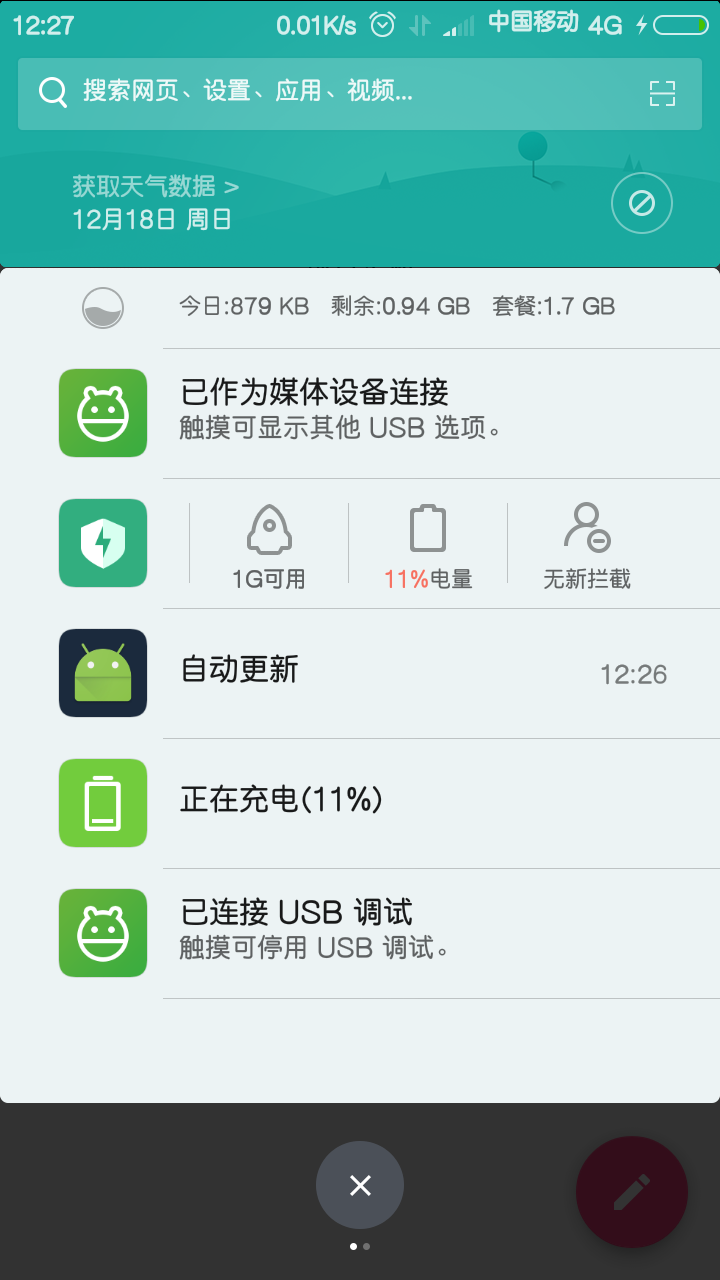 12:27 0.01K/s 中国移动 4G
搜索网页、设置、应用、视频...
获取天气数据 >
12月18日 周日
今日:879 KB 剩余:0.94 GB 套餐:1.7 GB
已作为媒体设备连接
触摸可显示其他 USB 选项。
1G可用 11%电量 无新拦截
自动更新 12:26
正在充电(11%)
已连接 USB 调试
触摸可停用 USB 调试。